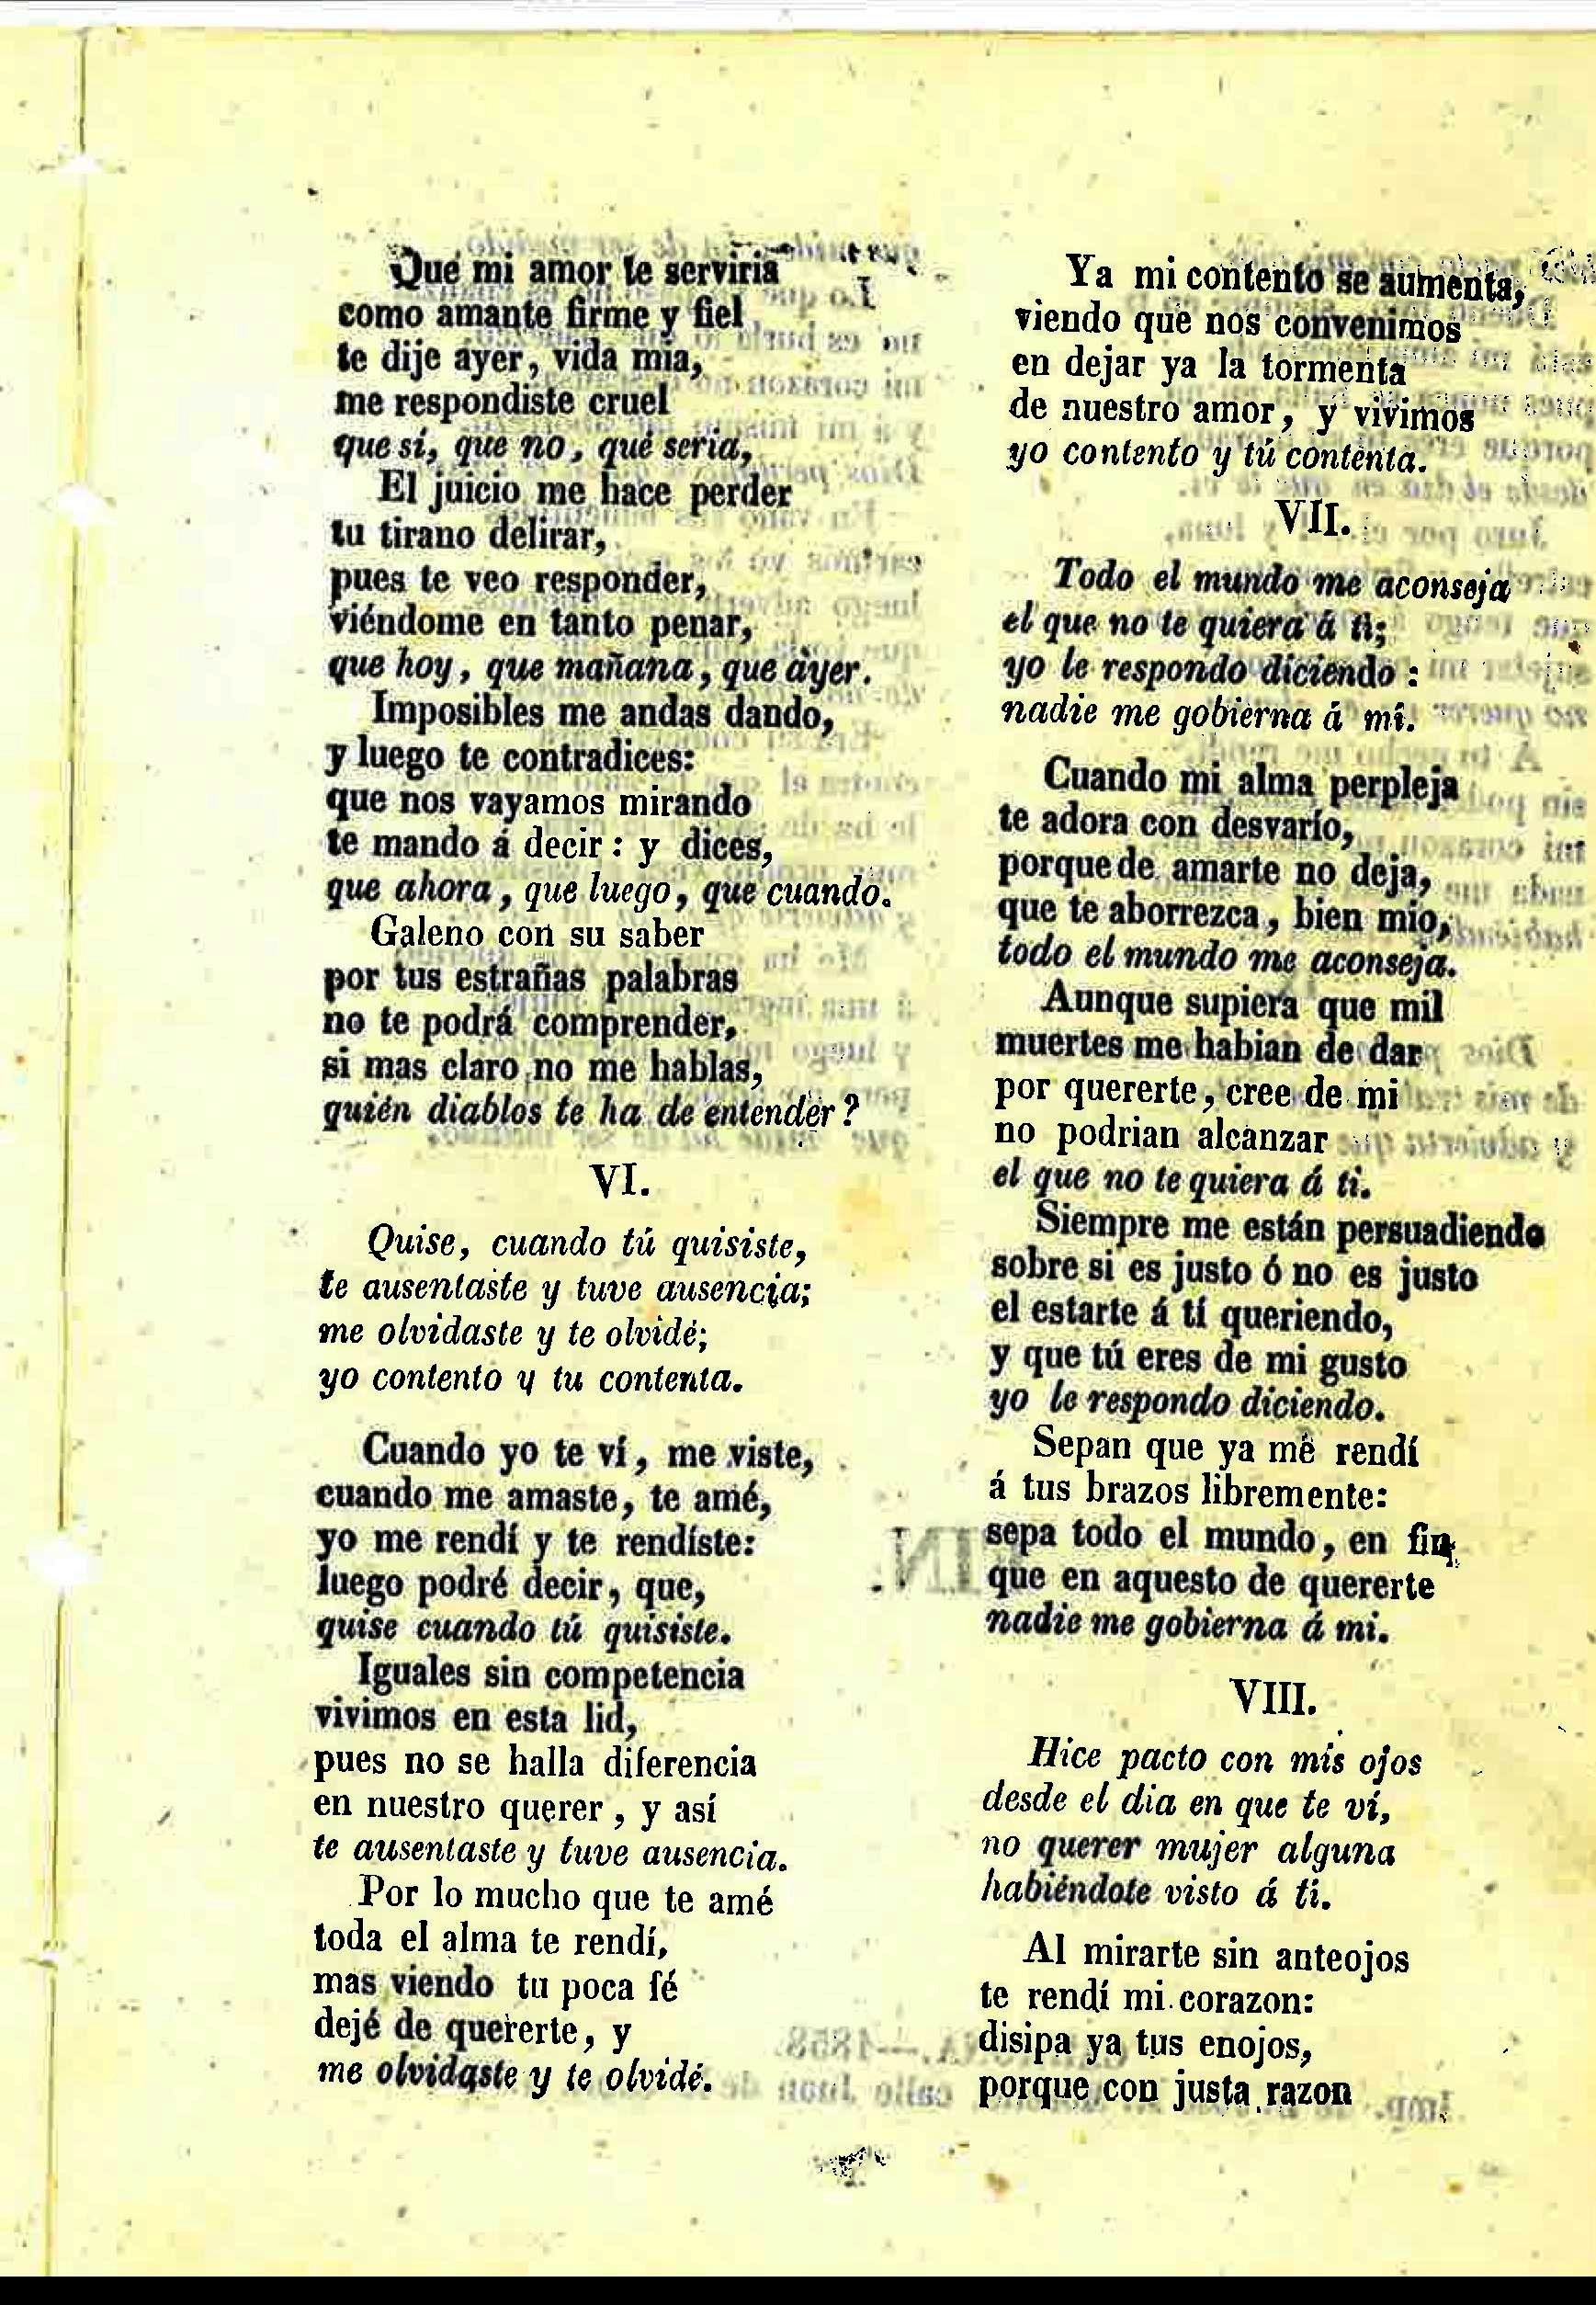 Que mi amor te serviria
como amante firme y fiel
te dije ayer, vida mia,
me respondiste cruel
que sí, que no, qué seria,
El juicio me hace perder
tu tirano delirar,
pues te veo responder,
viéndome en tanto penar,
que hoy, que mañana, que ayer.
Imposibles me andas dando,
y luego te contradices:
que nos vayamos mirando
te mando á decir: y dices,
que ahora, que luego, que cuando.
Galeno con su saber
por tus estrañas palabras
no te podrá comprender,
si mas claro no me hablas,
quién diablos te ha de entender?
VI.
Quise, cuando tú quisiste,
te ausentaste y tuve ausencia;
me olvidaste y te olvidé;
yo contento y tu contenta.
Cuando yo te ví, me viste,
cuando me amaste, te amé,
yo me rendí y te rendíste:
luego podré decir, que,
quise cuando tú quisiste.
Iguales sin competencia
vivimos en esta lid,
pues no se halla diferencia
en nuestro querer, y así
te ausentaste y tuve ausencia.
Por lo mucho que te amé
toda el alma te rendí,
mas viendo tu poca fé
dejé de quererte, y
me olvidaste y te olvidé.
Ya mi contento se aumenta,
viendo que nos convenimos
en dejar ya la tormenta
de nuestro amor, y vivimos
yo contento y tú contenta.
VII.
Todo el mundo me aconseja
el que no te quiera á ti;
yo le respondo diciendo:
nadie me gobierna á mí.
Cuando mi alma perpleja
te adora con desvarío,
porque de amarte no deja,
que te aborrezca, bien mio,
todo el mundo me aconseja.
Aunque supiera que mil
muertes me habian de dar
por quererte, cree de mi
no podrian alcanzar
el que no te quiera á ti.
Siempre me están persuadiendo
sobre si es justo ó no es justo
el estarte á tí queriendo,
y que tú eres de mi gusto
yo le respondo diciendo.
Sepan que ya me rendí
á tus brazos libremente:
sepa todo el mundo, en fin,
que en aquesto de quererte
nadie me gobierna á mi.
VIII.
Hice pacto con mis ojos
desde el dia en que te ví,
no querer mujer alguna
habiéndote visto á ti.
Al mirarte sin anteojos
te rendí mi corazon:
disipa ya tus enojos,
porque con justa razon